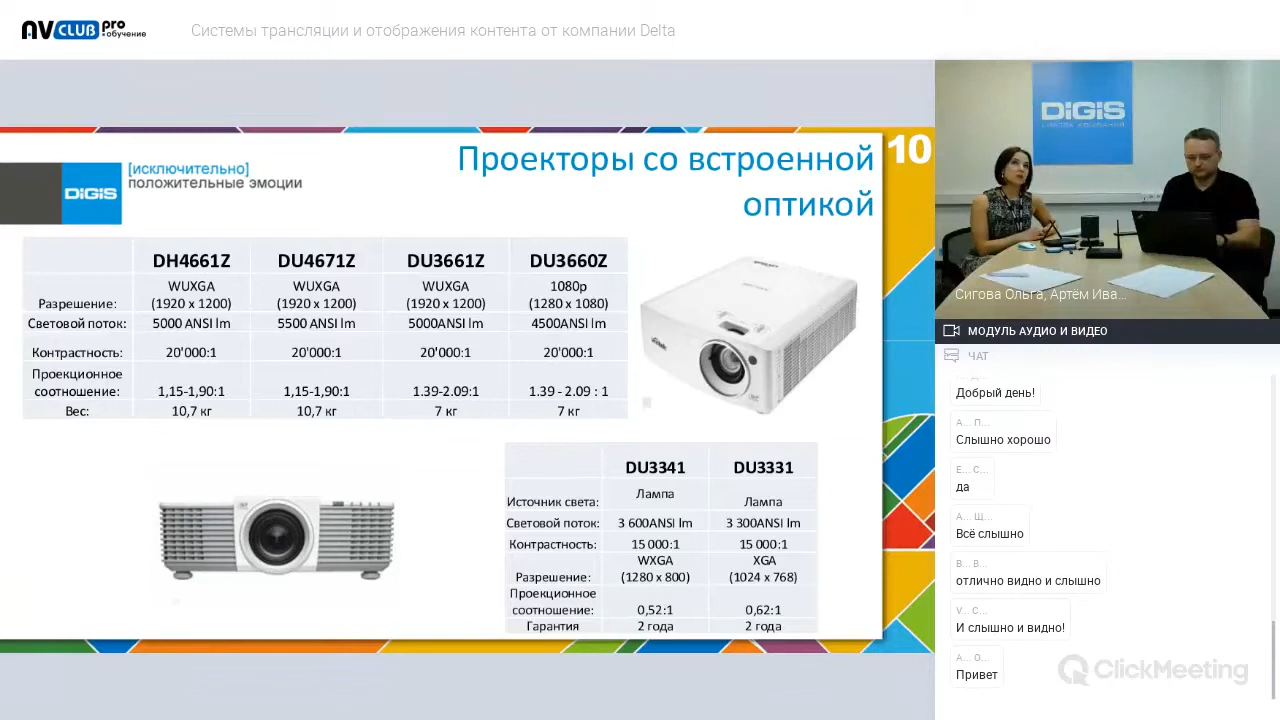 AV CLUB pro
•обучение
Системы трансляции и отображения контента от компании Delta
DiGiS
[исключительно]
положительные эмоции
Проекторы со встроенной
оптикой
10
DH4661Z DU4671Z DU3661Z DU3660Z
Разрешение: WUXGA (1920 x 1200) WUXGA (1920 x 1200) WUXGA (1920 x 1200) 1080p (1280 x 1080)
Световой поток: 5000 ANSI lm 5500 ANSI lm 5000ANSI lm 4500ANSI lm
Контрастность: 20'000:1 20'000:1 20'000:1 20'000:1
Проекционное соотношение: 1,15-1,90:1 1,15-1,90:1 1.39-2.09:1 1.39 - 2.09 : 1
Вес: 10,7 кг 10,7 кг 7 кг 7 кг
DU3341 DU3331
Источник света: Лампа Лампа
Световой поток: 3 600ANSI lm 3 300ANSI lm
Контрастность: 15 000:1 15 000:1
Разрешение: WXGA (1280 x 800) XGA (1024 x 768)
Проекционное соотношение: 0,52:1 0,62:1
Гарантия 2 года 2 года
DiGiS
Сигова Ольга, Артём Ива...
МОДУЛЬ АУДИО И ВИДЕО
ЧАТ
Добрый день!
А... П...
Слышно хорошо
Е... С...
да
А... Щ...
Всё слышно
В... В...
отлично видно и слышно
V... С...
И слышно и видно!
А... О...
Привет
ClickMeeting